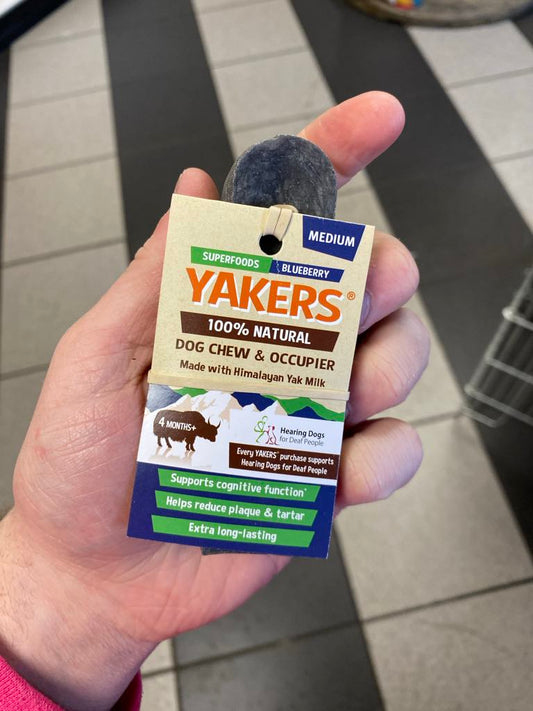 MEDIUM
SUPERFOODS BLUEBERRY
YAKERS®
100% NATURAL
DOG CHEW & OCCUPIER
Made with Himalayan Yak Milk
4 MONTHS+
Hearing Dogs
for Deaf People
Every YAKERS® purchase supports
Hearing Dogs for Deaf People
Supports cognitive function*
Helps reduce plaque & tartar
Extra long-lasting